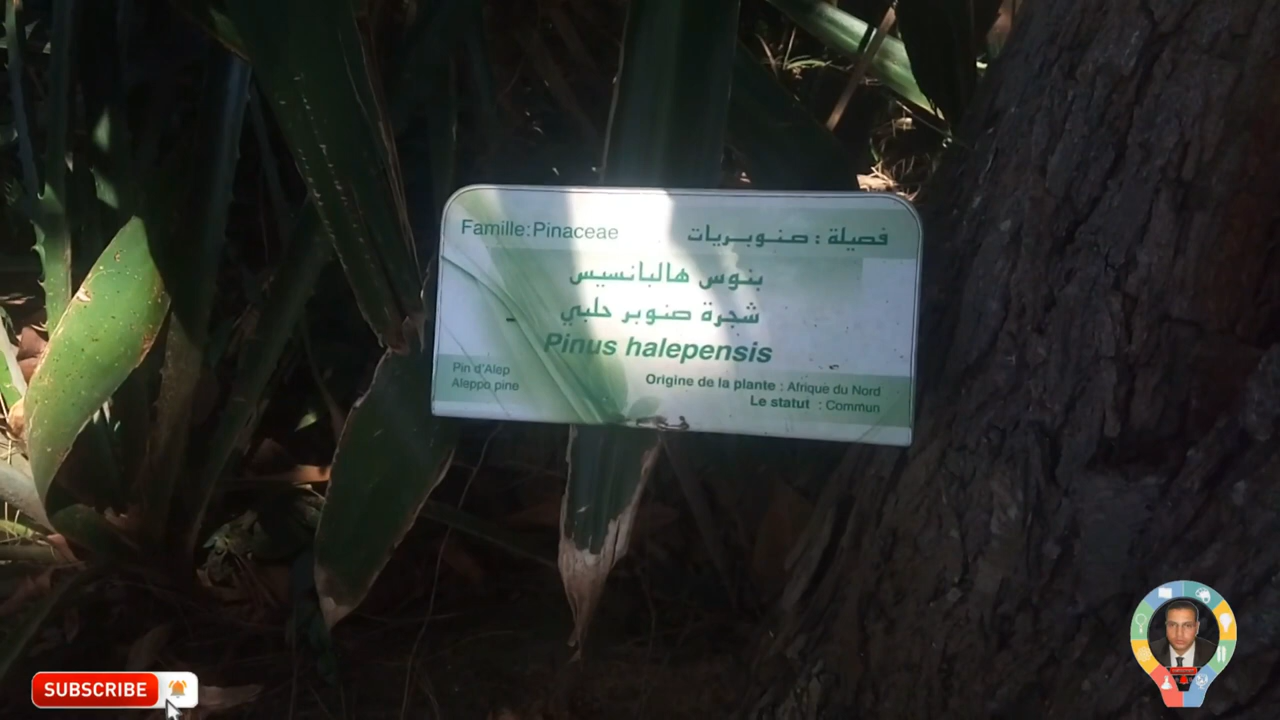 Famille: Pinaceae
فصيلة : صنوبريات
بنوس هالبانسيس
شجرة صنوبر حلبي
Pinus halepensis
Pin d'Alep
Aleppo pine
Origine de la plante : Afrique du Nord
Le statut : Commun
SUBSCRIBE